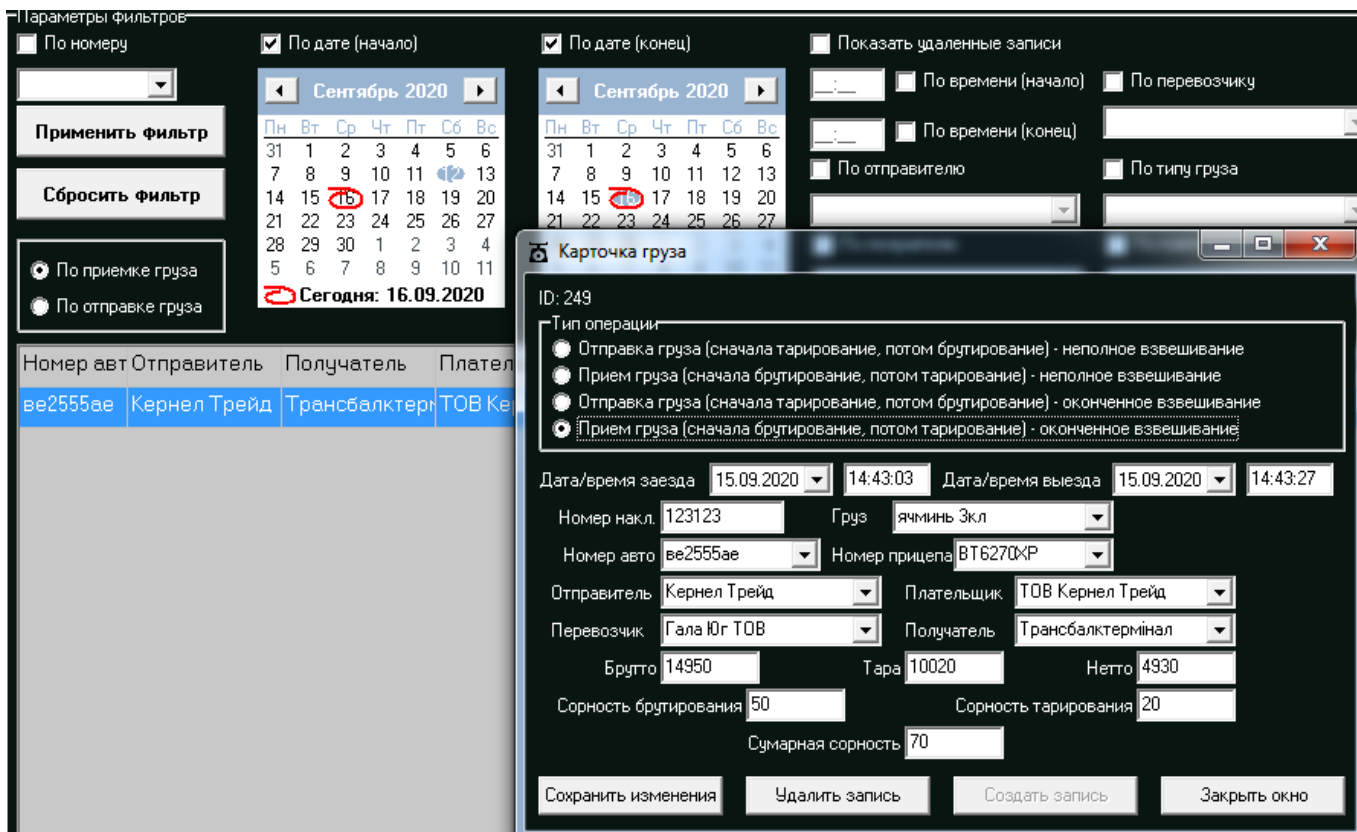 Параметры фильтров
По номеру
По дате (начало)
По дате (конец)
Показать удаленные записи
__:__ По времени (начало)
По перевозчику
__:__ По времени (конец)
По отправителю
По типу груза
Применить фильтр
Сбросить фильтр
По приемке груза
По отправке груза
Сентябрь 2020
Пн Вт Ср Чт Пт Сб Вс
31 1 2 3 4 5 6
7 8 9 10 11 12 13
14 15 16 17 18 19 20
21 22 23 24 25 26 27
28 29 30 1 2 3 4
5 6 7 8 9 10 11
Сегодня: 16.09.2020
Сентябрь 2020
Пн Вт Ср Чт Пт Сб Вс
31 1 2 3 4 5 6
7 8 9 10 11 12 13
14 15 16 17 18 19 20
21 22 23 24 25 26 27
Номер авт Отправитель Получатель Плател
ве2555ае Кернел Трейд Трансбалктерм ТОВ Ке
Карточка груза
ID: 249
Тип операции
Отправка груза (сначала тарирование, потом брутирование) - неполное взвешивание
Прием груза (сначала брутирование, потом тарирование) - неполное взвешивание
Отправка груза (сначала тарирование, потом брутирование) - оконченное взвешивание
Прием груза (сначала брутирование, потом тарирование) - оконченное взвешивание
Дата/время заезда 15.09.2020 14:43:03 Дата/время выезда 15.09.2020 14:43:27
Номер накл. 123123 Груз ячминь 3кл
Номер авто ве2555ае Номер прицепа ВТ6270ХР
Отправитель Кернел Трейд Плательщик ТОВ Кернел Трейд
Перевозчик Гала Юг ТОВ Получатель Трансбалктермінал
Брутто 14950 Тара 10020 Нетто 4930
Сорность брутирования 50 Сорность тарирования 20
Сумарная сорность 70
Сохранить изменения Удалить запись Создать запись Закрыть окно